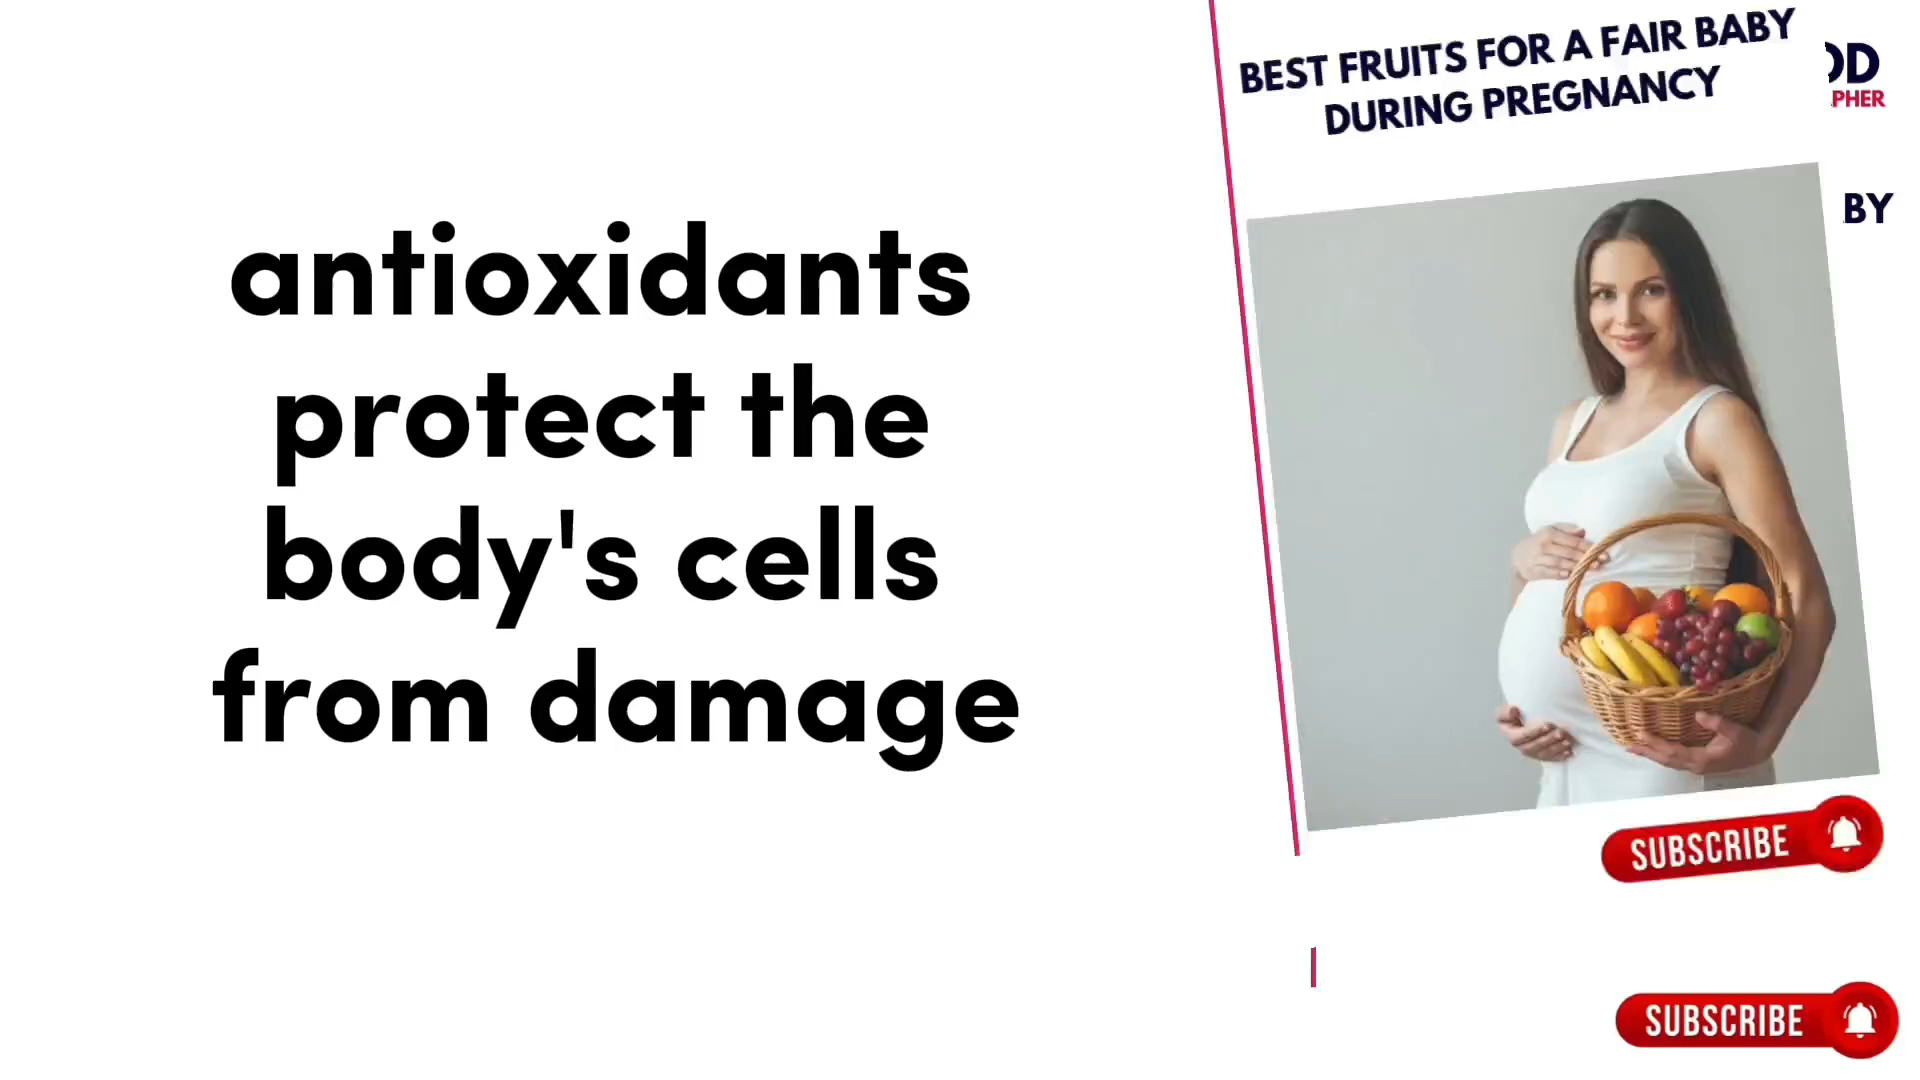 antioxidants
protect the
body's cells
from damage
BEST FRUITS FOR A FAIR BABY
DURING PREGNANCY
BY
SUBSCRIBE
SUBSCRIBE